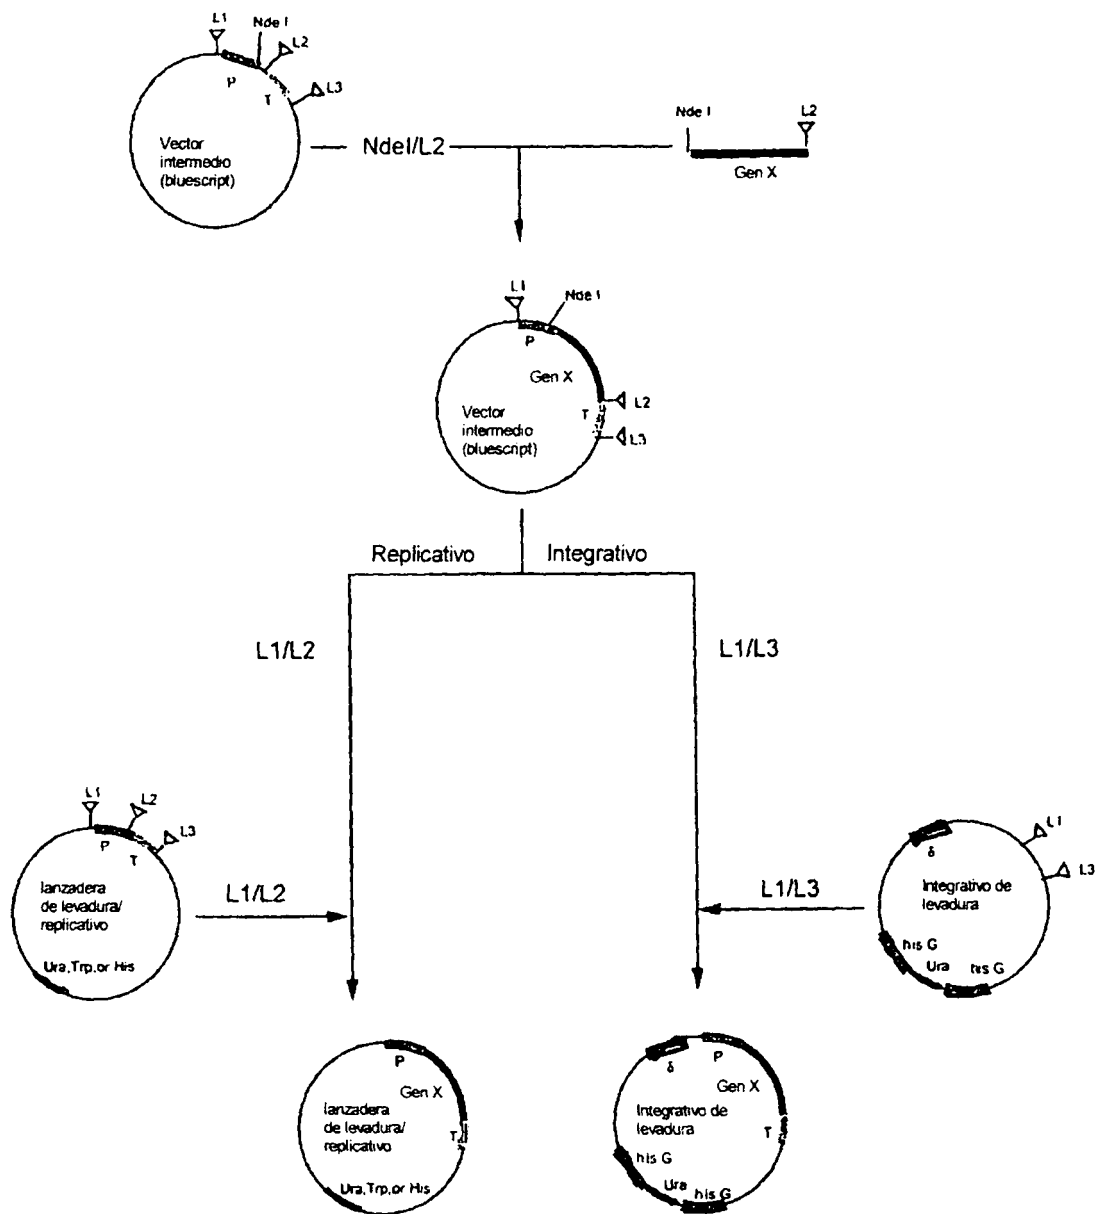 L1
Nde I
L2
L3
P
T
Vector
intermedio
(bluescript)
NdeI/L2
Nde I
L2
Gen X
L1
Nde I
P
Gen X
L2
T
L3
Vector
intermedio
(bluescript)
Replicativo
Integrativo
L1/L2
L1/L3
L1
L2
L3
P
T
lanzadera
de levadura/
replicativo
Ura,Trp,or His
L1/L2
L1/L3
δ
L1
L3
Integrativo de
levadura
his G
Ura
his G
P
Gen X
lanzadera
de levadura/
replicativo
T
Ura,Trp,or His
δ
P
Gen X
Integrativo de
levadura
T
his G
Ura
his G